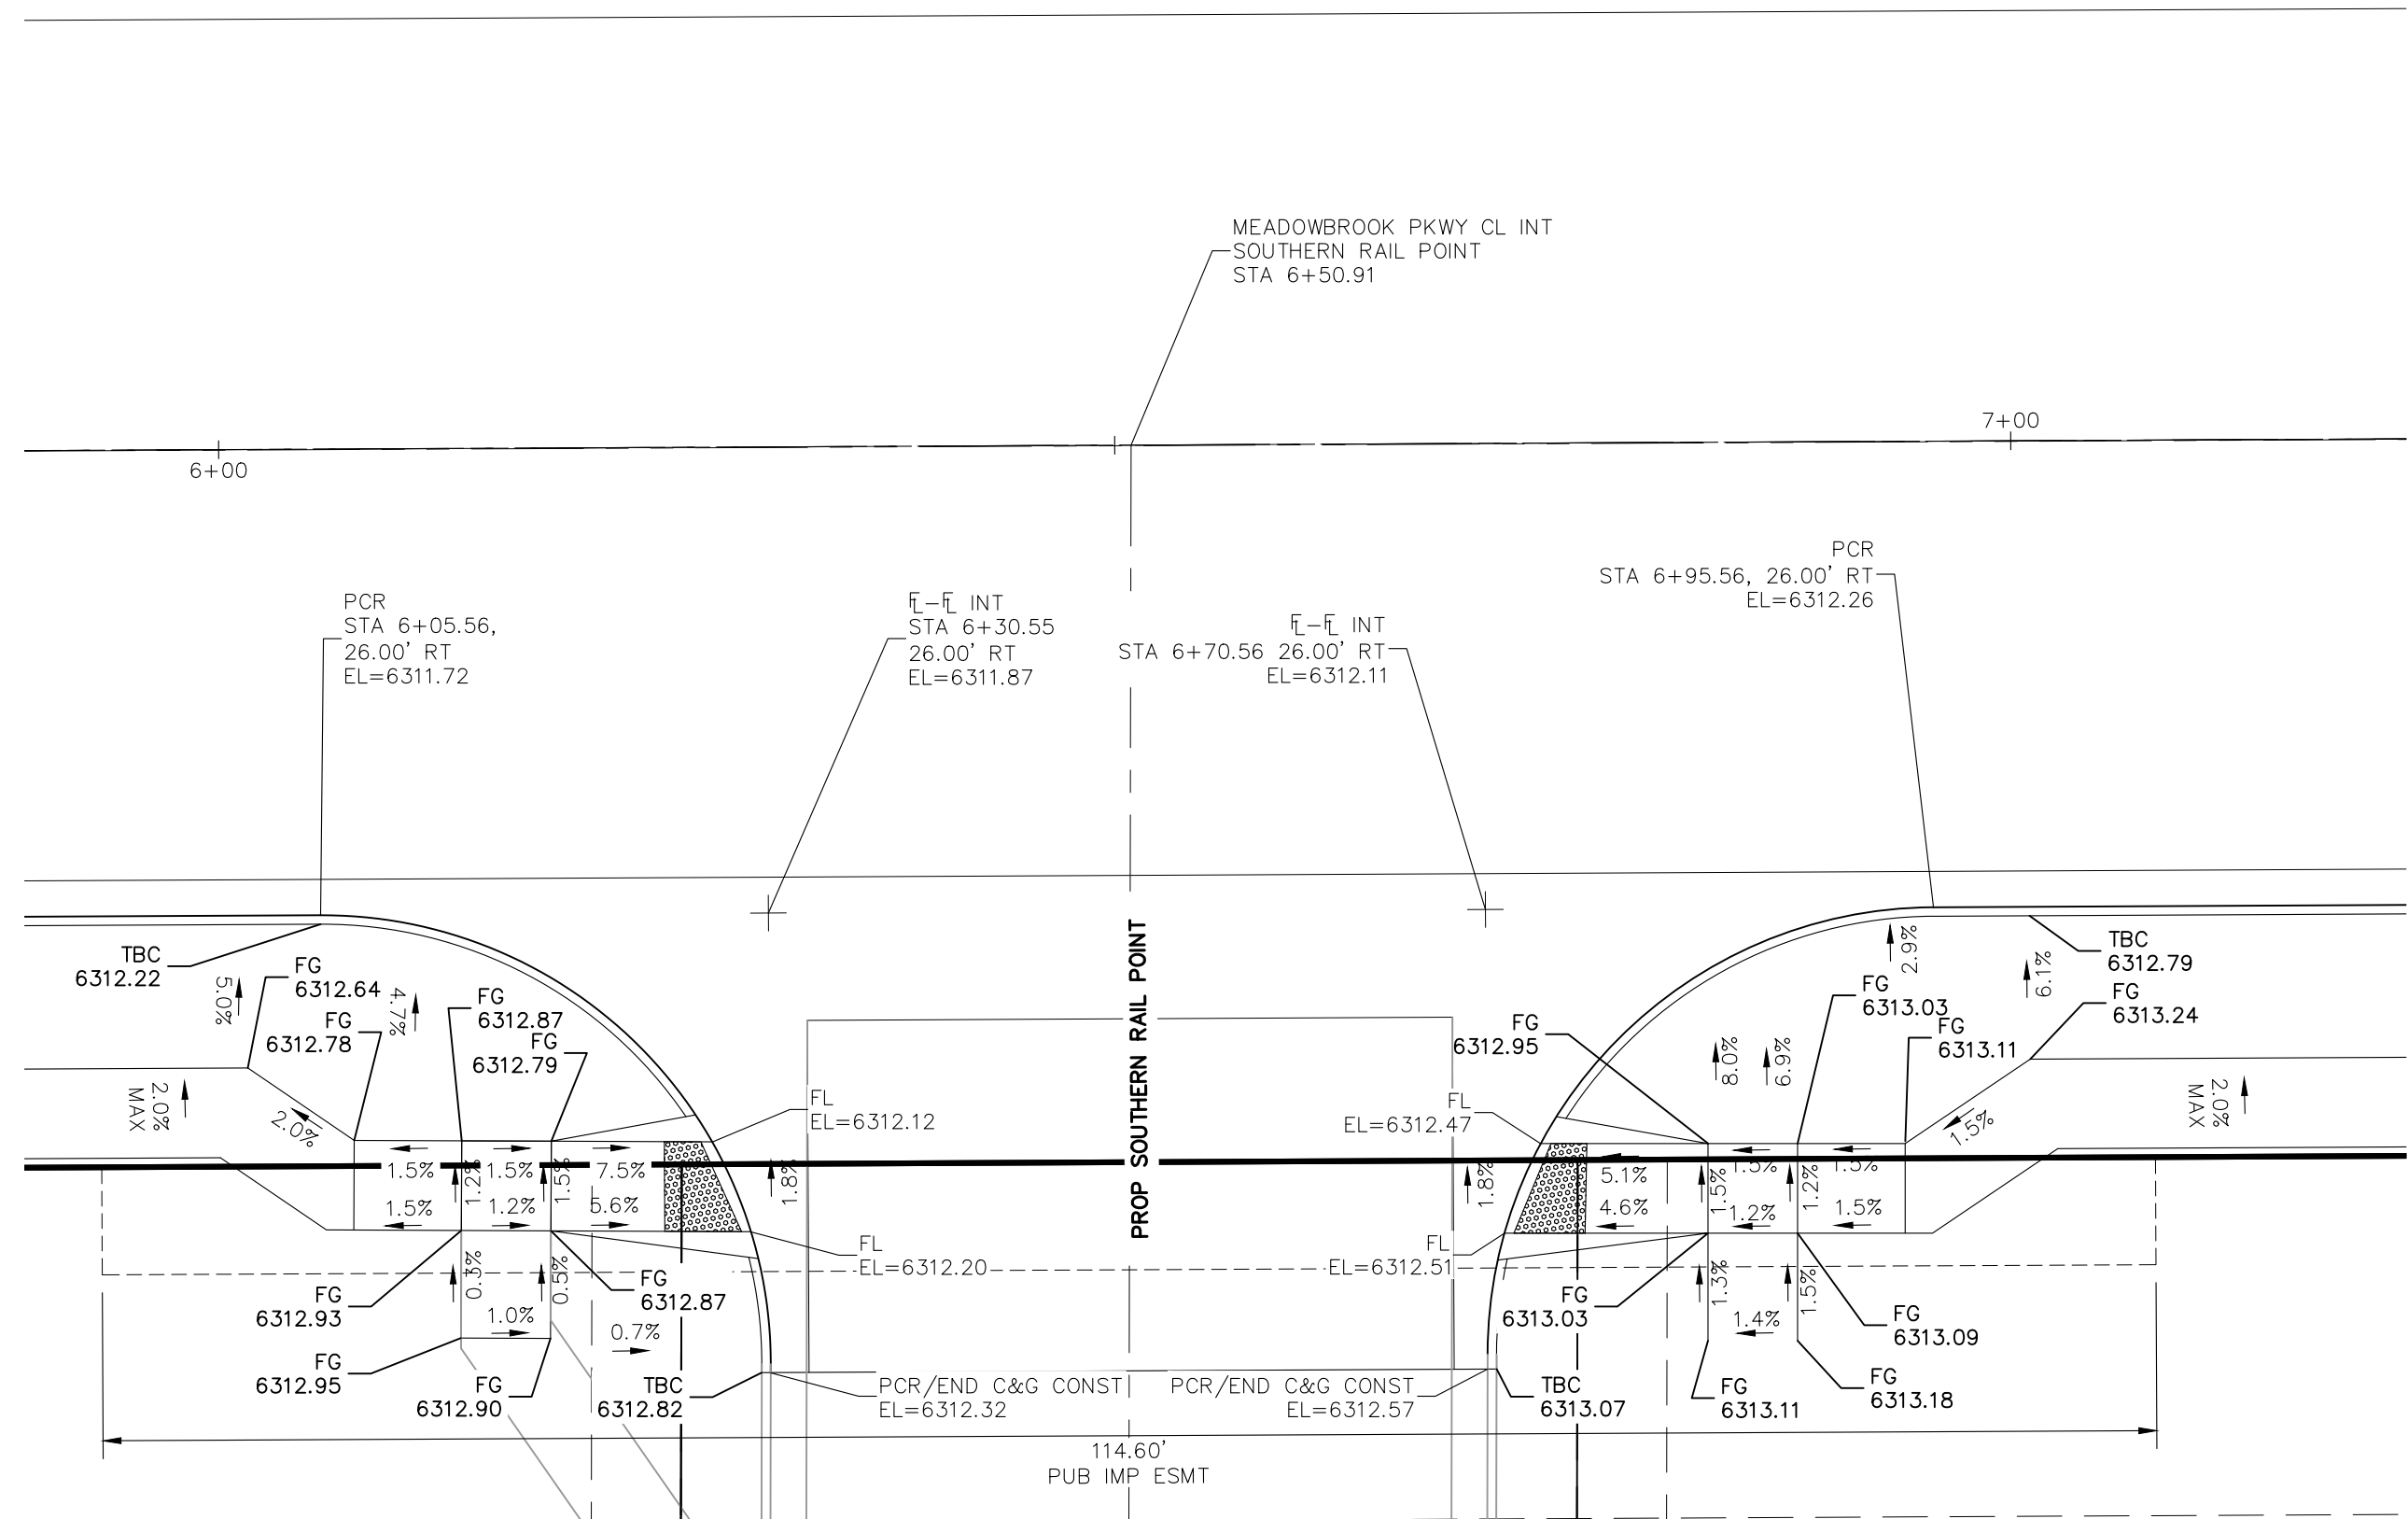 MEADOWBROOK PKWY CL INT
SOUTHERN RAIL POINT
STA 6+50.91
7+00
6+00
PCR
STA 6+95.56, 26.00' RT
EL=6312.26
PCR
STA 6+05.56,
26.00' RT
EL=6311.72
FL-FL INT
STA 6+30.55
26.00' RT
EL=6311.87
FL-FL INT
STA 6+70.56 26.00' RT
EL=6312.11
PROP SOUTHERN RAIL POINT
TBC
6312.22
5.0%
FG
6312.64
4.7%
FG
6312.78
FG
6312.87
FG
6312.79
2.0%
MAX
2.0%
FL
EL=6312.12
1.5%
1.2%
1.5%
1.5%
7.5%
1.8%
1.5%
1.2%
5.6%
FL
EL=6312.20
0.3%
0.5%
FG
6312.93
FG
6312.87
1.0%
0.7%
FG
6312.95
FG
6312.90
TBC
6312.82
PCR/END C&G CONST
EL=6312.32
2.9%
TBC
6312.79
6.1%
FG
6313.03
FG
6313.24
FG
6312.95
FG
6313.11
8.0%
6.9%
2.0%
MAX
1.5%
FL
EL=6312.47
1.8%
5.1%
1.5%
1.5%
1.2%
1.5%
4.6%
1.2%
1.5%
FL
EL=6312.51
1.3%
1.5%
FG
6313.03
FG
6313.09
1.4%
PCR/END C&G CONST
EL=6312.57
TBC
6313.07
FG
6313.11
FG
6313.18
114.60'
PUB IMP ESMT